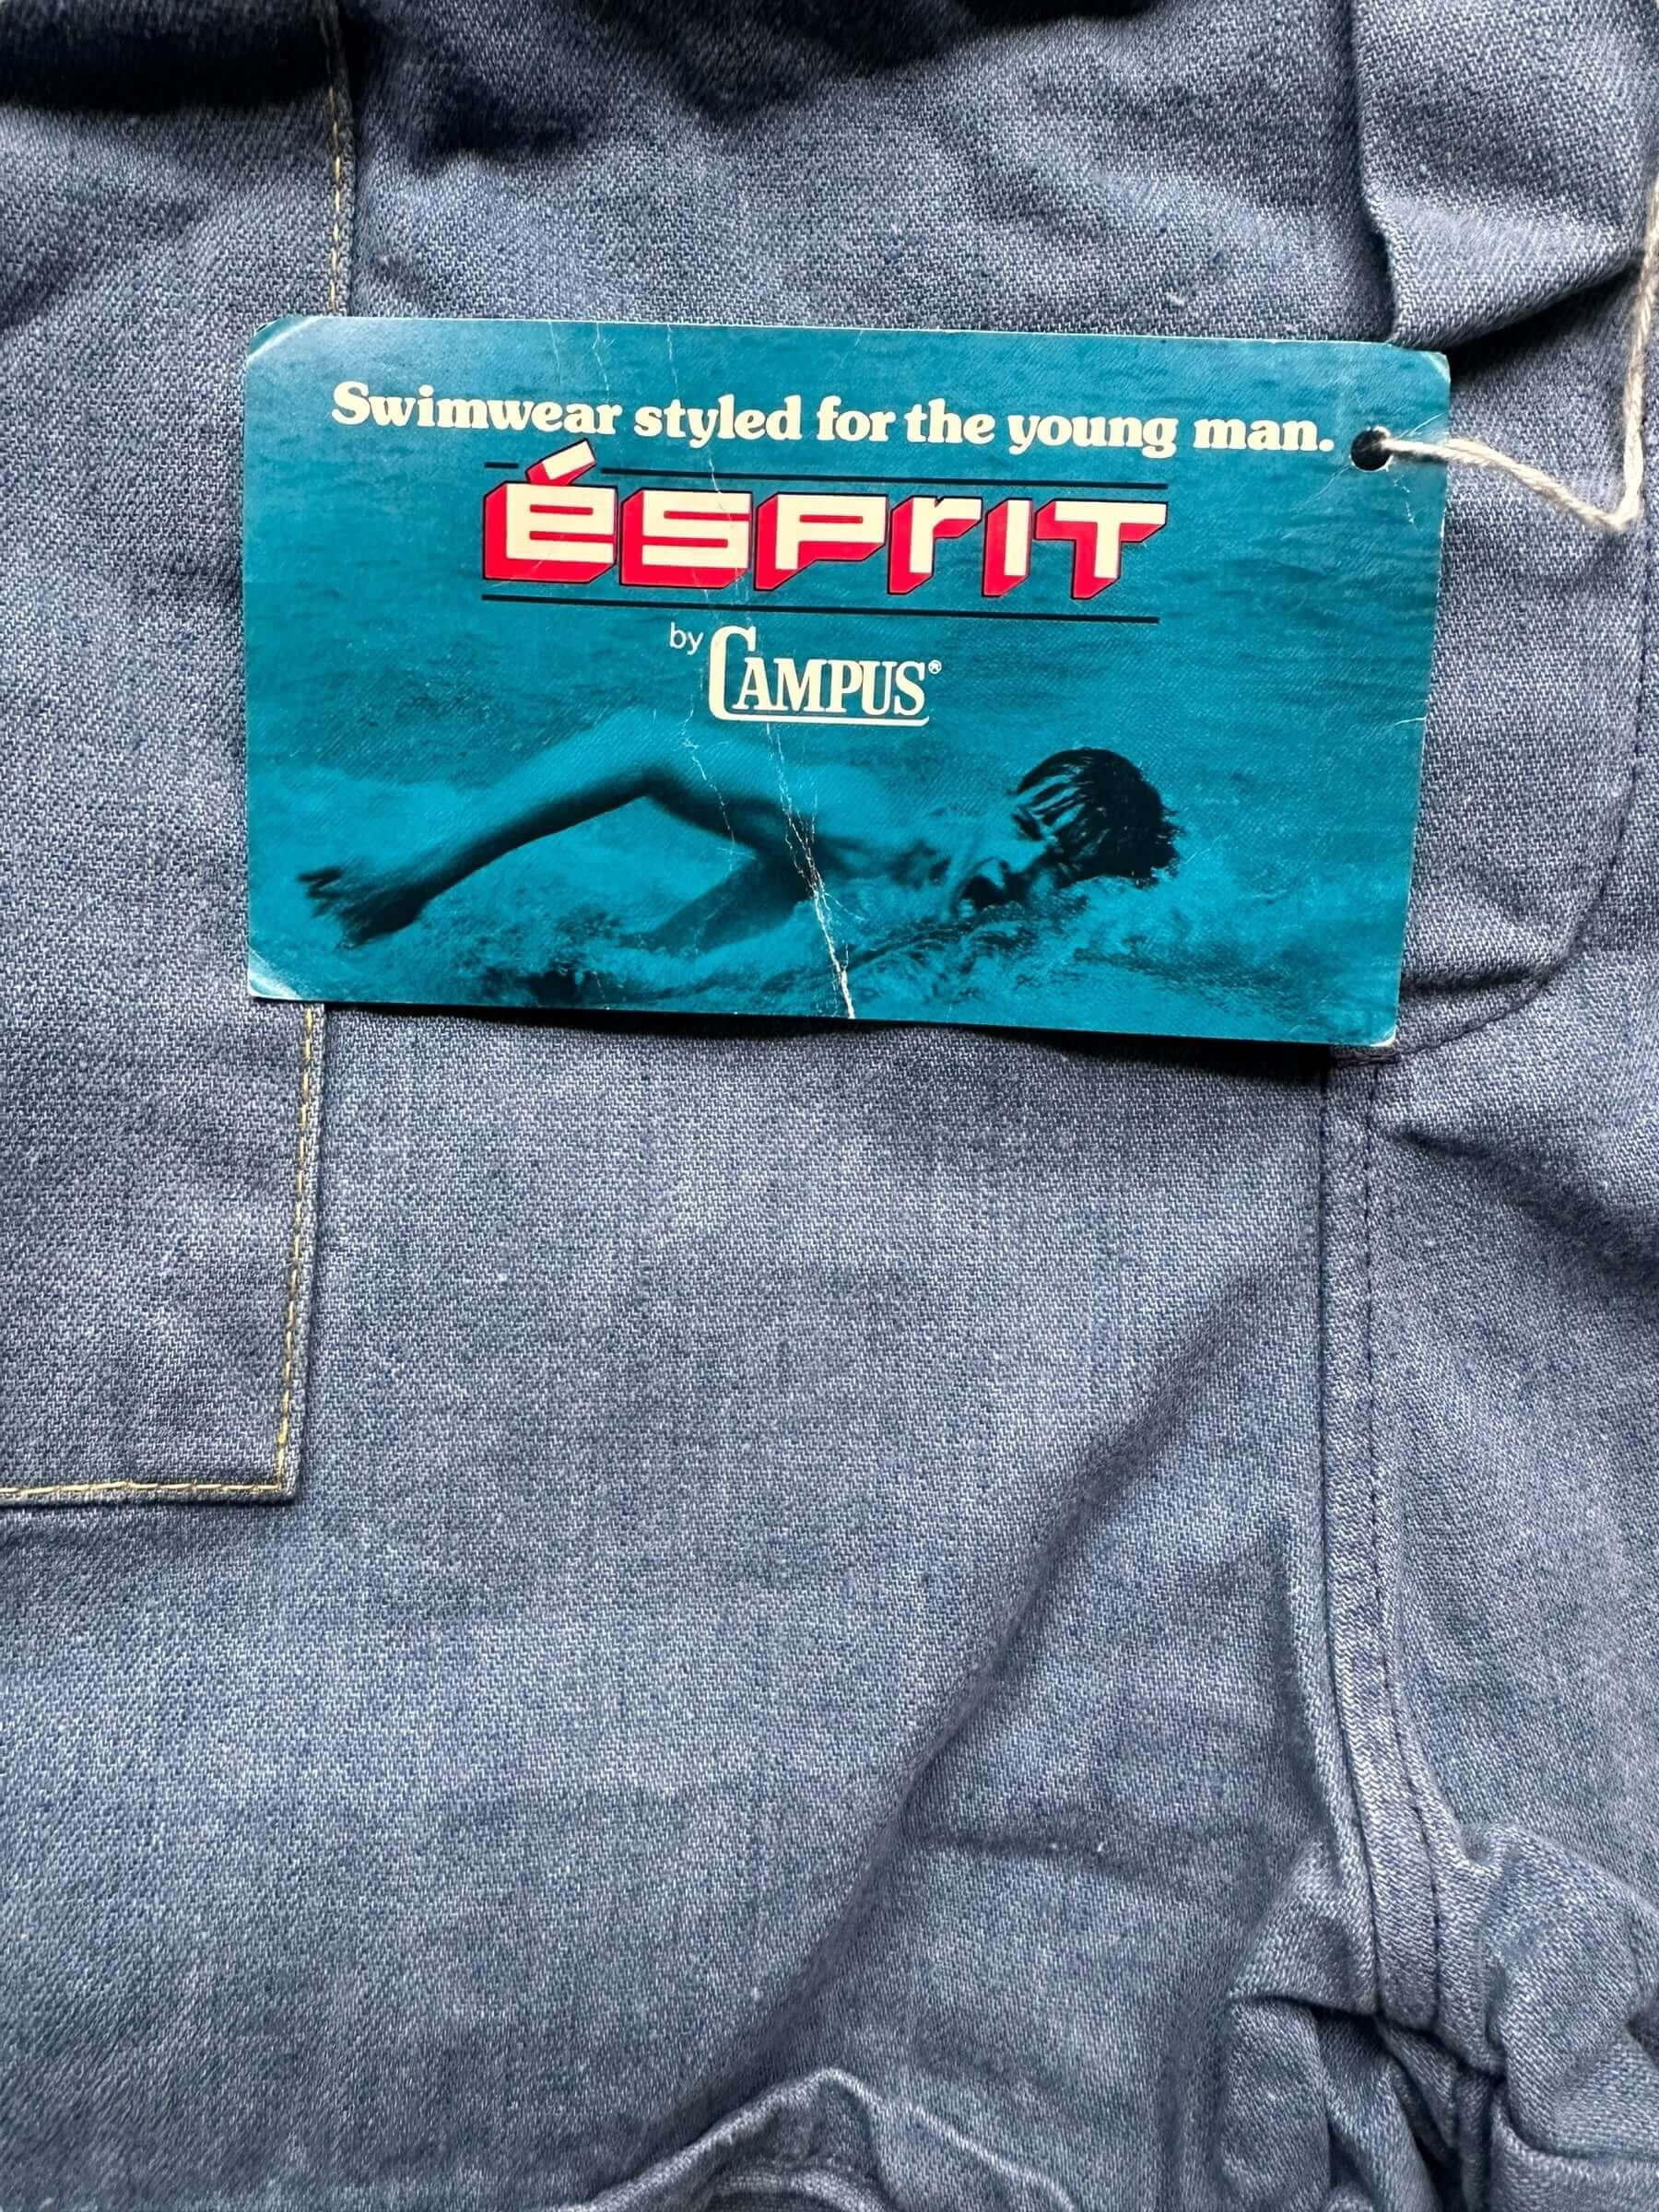 Swimwear styled for the young man.
ÉSPrIT
by CAMPUS®